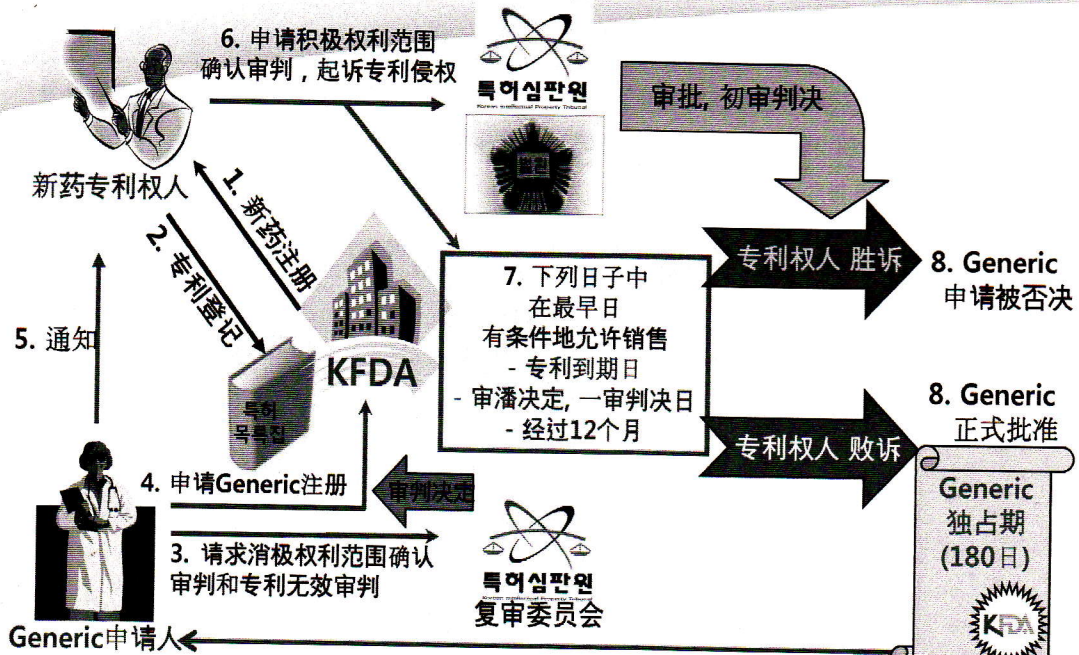 6. 申请积极权利范围
确认审判，起诉专利侵权
특허심판원
Korean Intellectual Property Tribunal
审批, 初审判决
新药专利权人
1. 新药注册
2. 专利登记
법원
专利权人 胜诉
8. Generic
申请被否决
7. 下列日子中
在最早日
有条件地允许销售
- 专利到期日
- 审潘决定, 一审判决日
- 经过12个月
5. 通知
KFDA
특허
목록집
8. Generic
正式批准
专利权人 败诉
4. 申请Generic注册
审判决定
Generic
独占期
(180日)
3. 请求消极权利范围确认
审判和专利无效审判
특허심판원
复审委员会
KFDA
Generic申请人